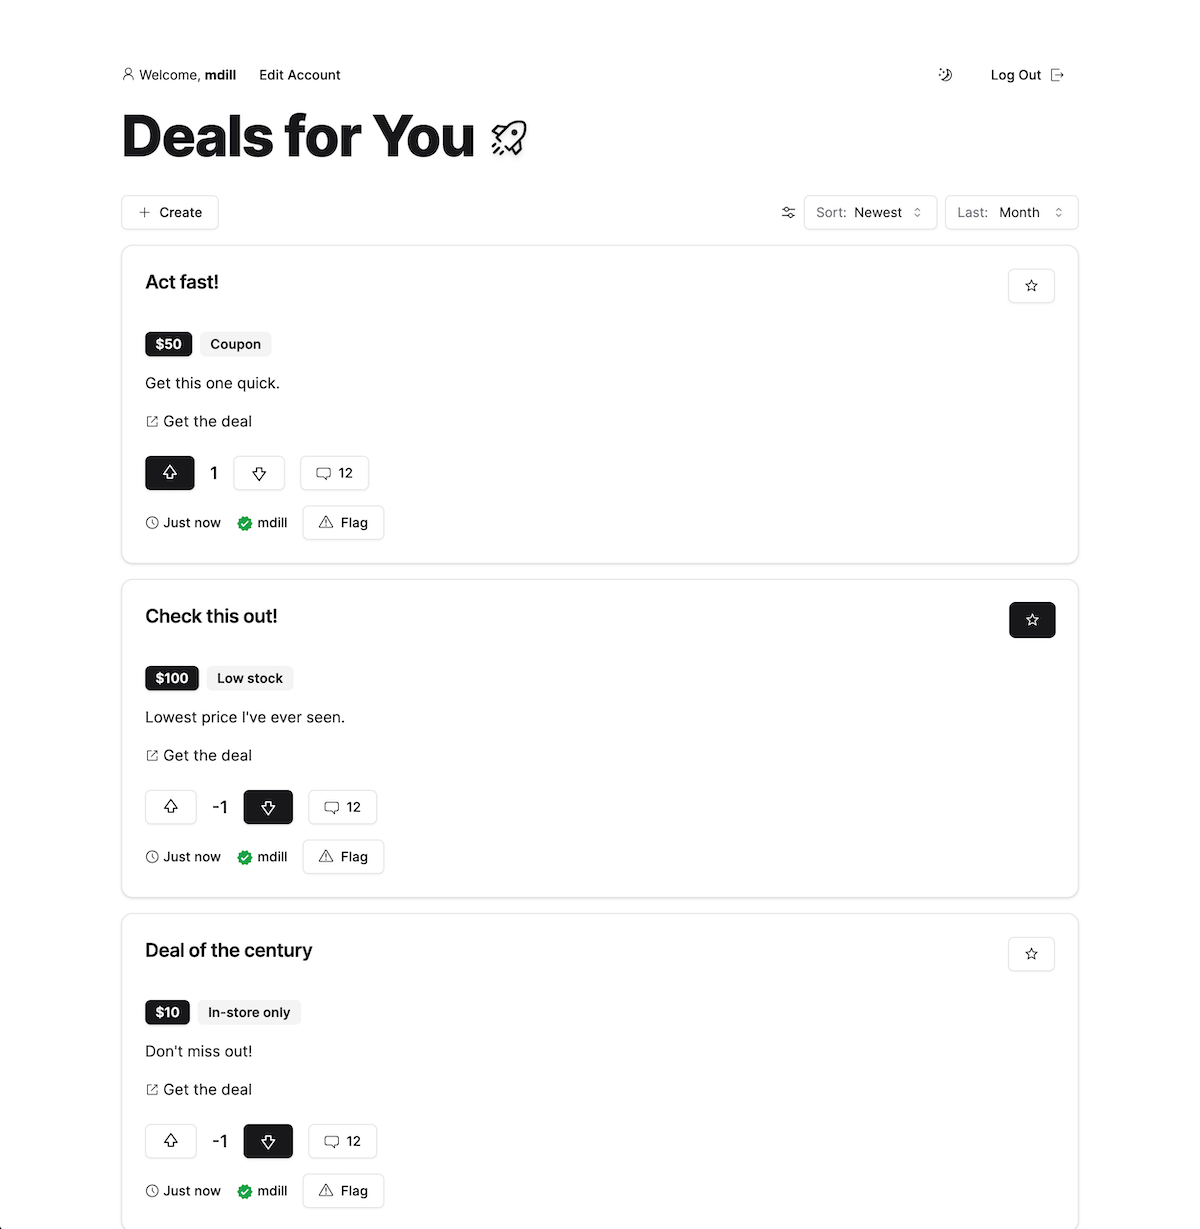 Welcome, mdill Edit Account Log Out
Deals for You
Create Sort: Newest Last: Month
Act fast!
$50 Coupon
Get this one quick.
Get the deal
1 12
Just now mdill Flag
Check this out!
$100 Low stock
Lowest price I've ever seen.
Get the deal
-1 12
Just now mdill Flag
Deal of the century
$10 In-store only
Don't miss out!
Get the deal
-1 12
Just now mdill Flag